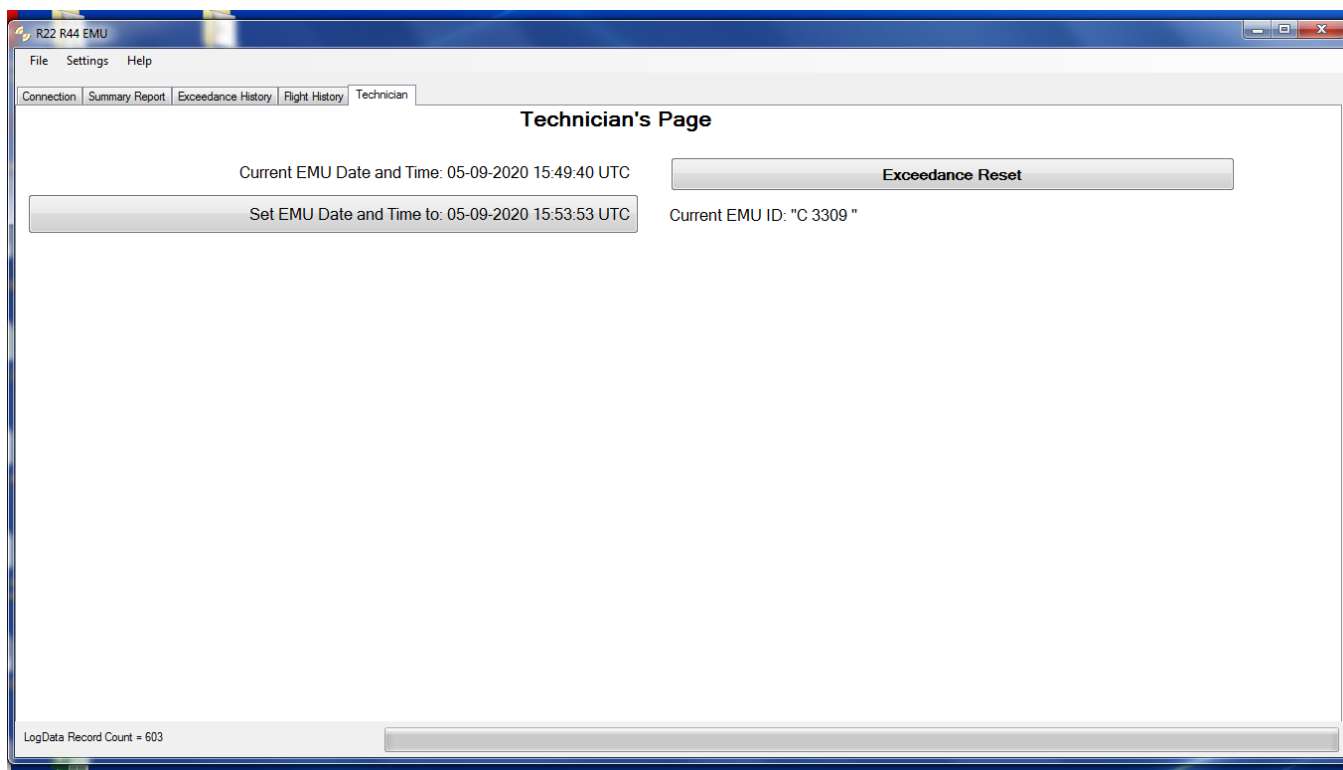 R22 R44 EMU
File Settings Help
Connection Summary Report Exceedance History Flight History Technician
Technician's Page
Current EMU Date and Time: 05-09-2020 15:49:40 UTC
Exceedance Reset
Set EMU Date and Time to: 05-09-2020 15:53:53 UTC
Current EMU ID: "C 3309 "
LogData Record Count = 603